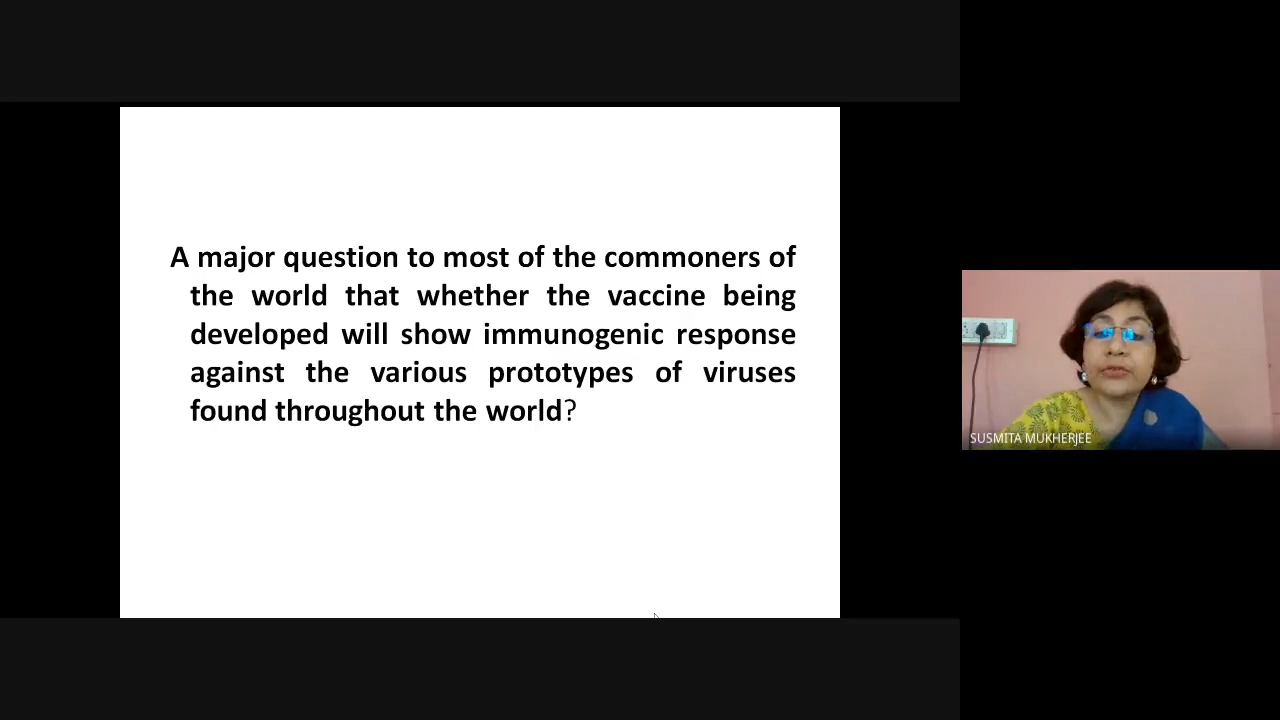 A major question to most of the commoners of
the world that whether the vaccine being
developed will show immunogenic response
against the various prototypes of viruses
found throughout the world?
SUSMITA MUKHERJEE